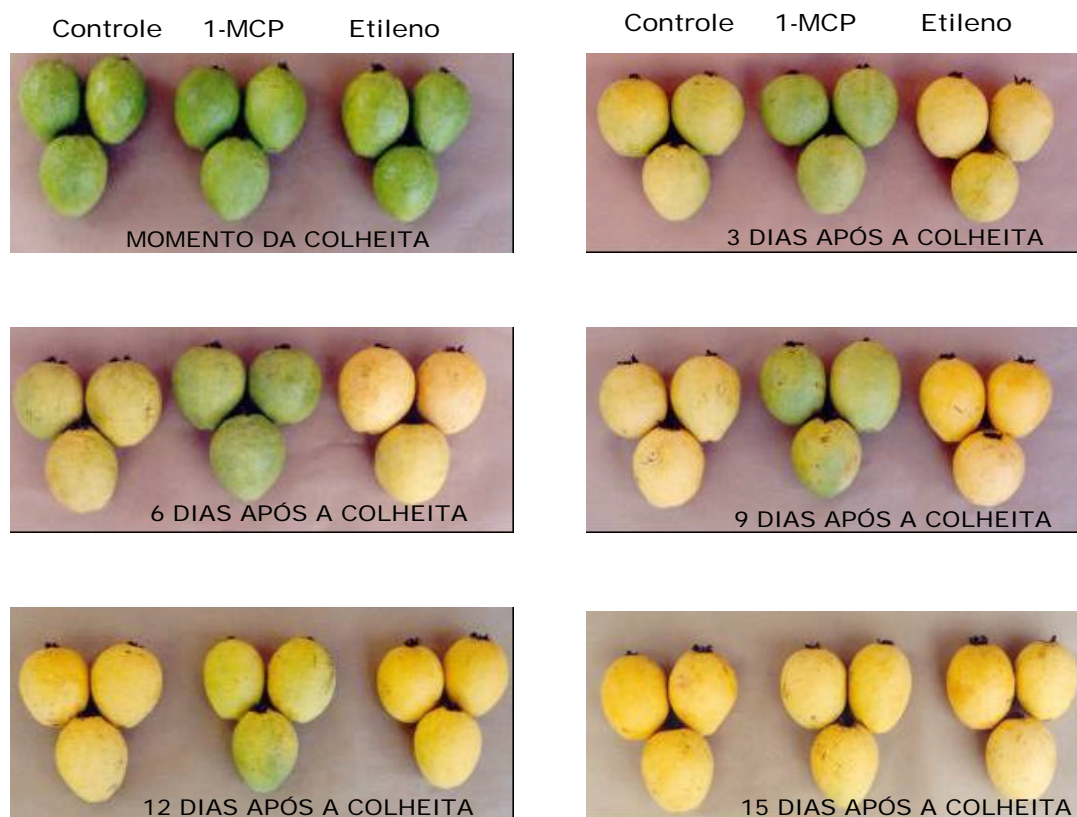 Controle 1-MCP Etileno
Controle 1-MCP Etileno
MOMENTO DA COLHEITA
3 DIAS APÓS A COLHEITA
6 DIAS APÓS A COLHEITA
9 DIAS APÓS A COLHEITA
12 DIAS APÓS A COLHEITA
15 DIAS APÓS A COLHEITA